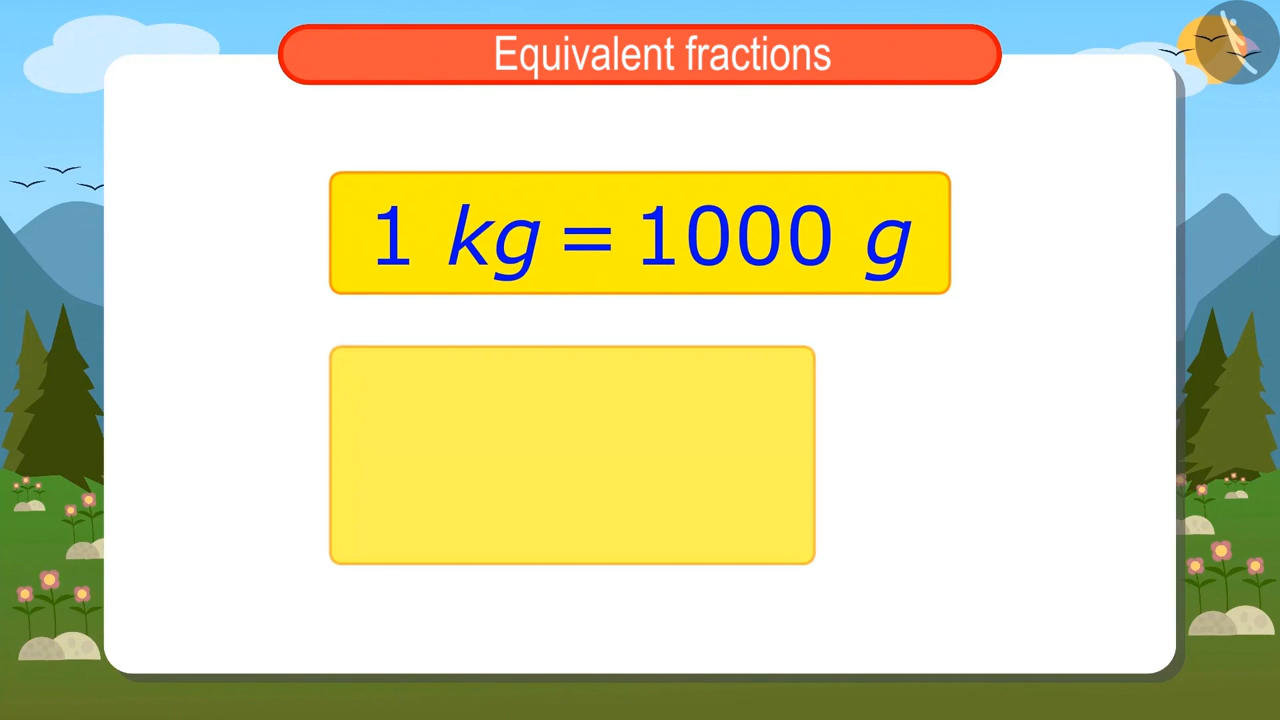 Equivalent fractions
1 kg = 1000 g